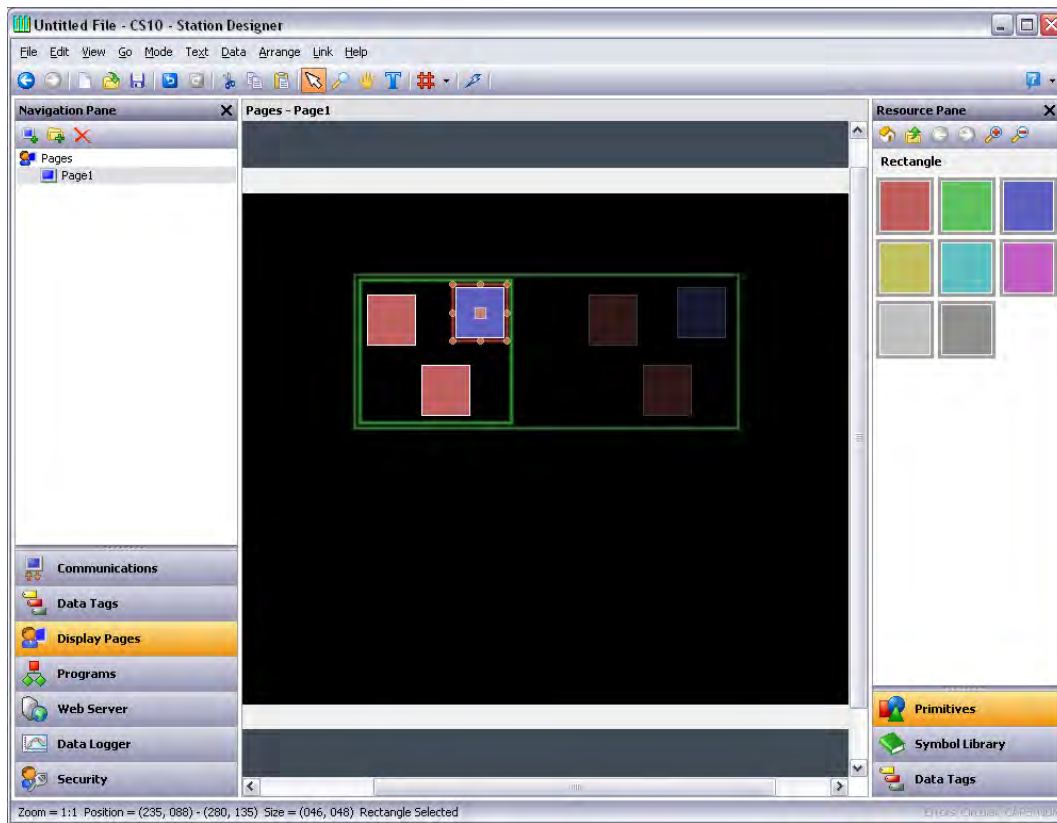 Untitled File - CS10 - Station Designer
File Edit View Go Mode Text Data Arrange Link Help
Navigation Pane
Pages - Page1
Resource Pane
Pages
Page1
Rectangle
Communications
Data Tags
Display Pages
Programs
Web Server
Data Logger
Security
Primitives
Symbol Library
Data Tags
Zoom = 1:1 Position = (235, 088) - (280, 135) Size = (046, 048) Rectangle Selected